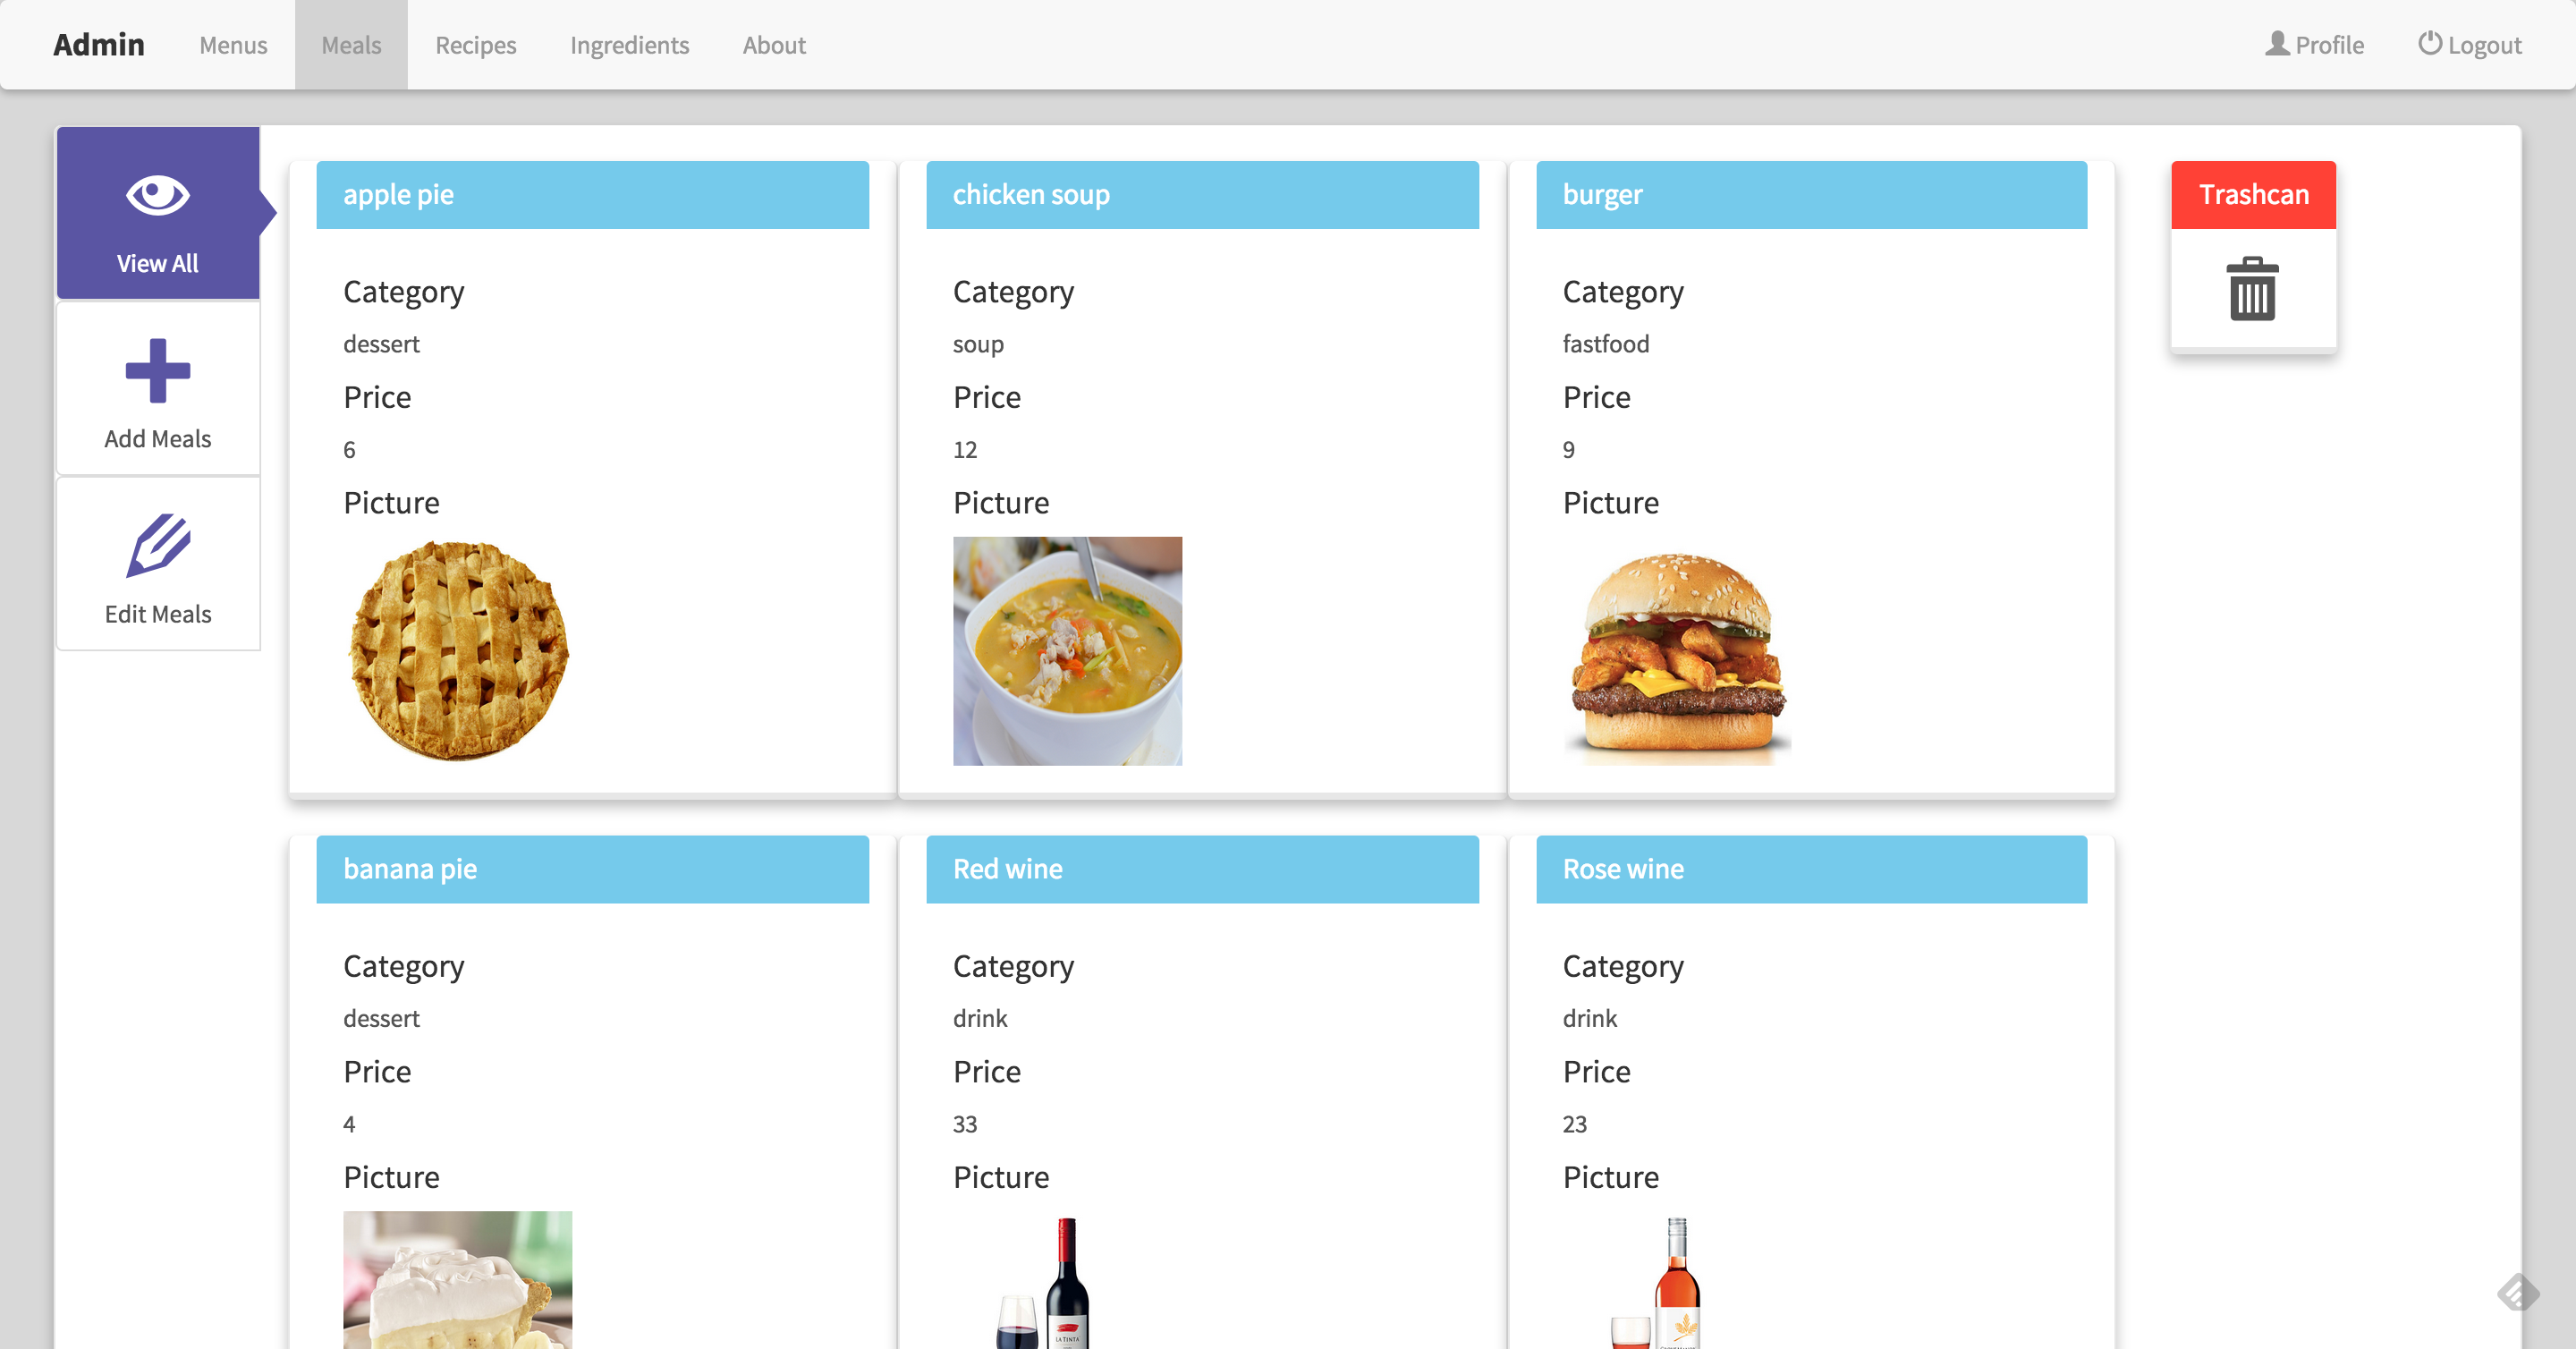 Admin Menus Meals Recipes Ingredients About Profile Logout
View All
Add Meals
Edit Meals
apple pie
Category
dessert
Price
6
Picture
chicken soup
Category
soup
Price
12
Picture
burger
Category
fastfood
Price
9
Picture
Trashcan
banana pie
Category
dessert
Price
4
Picture
Red wine
Category
drink
Price
33
Picture
LA TINTA
Rose wine
Category
drink
Price
23
Picture